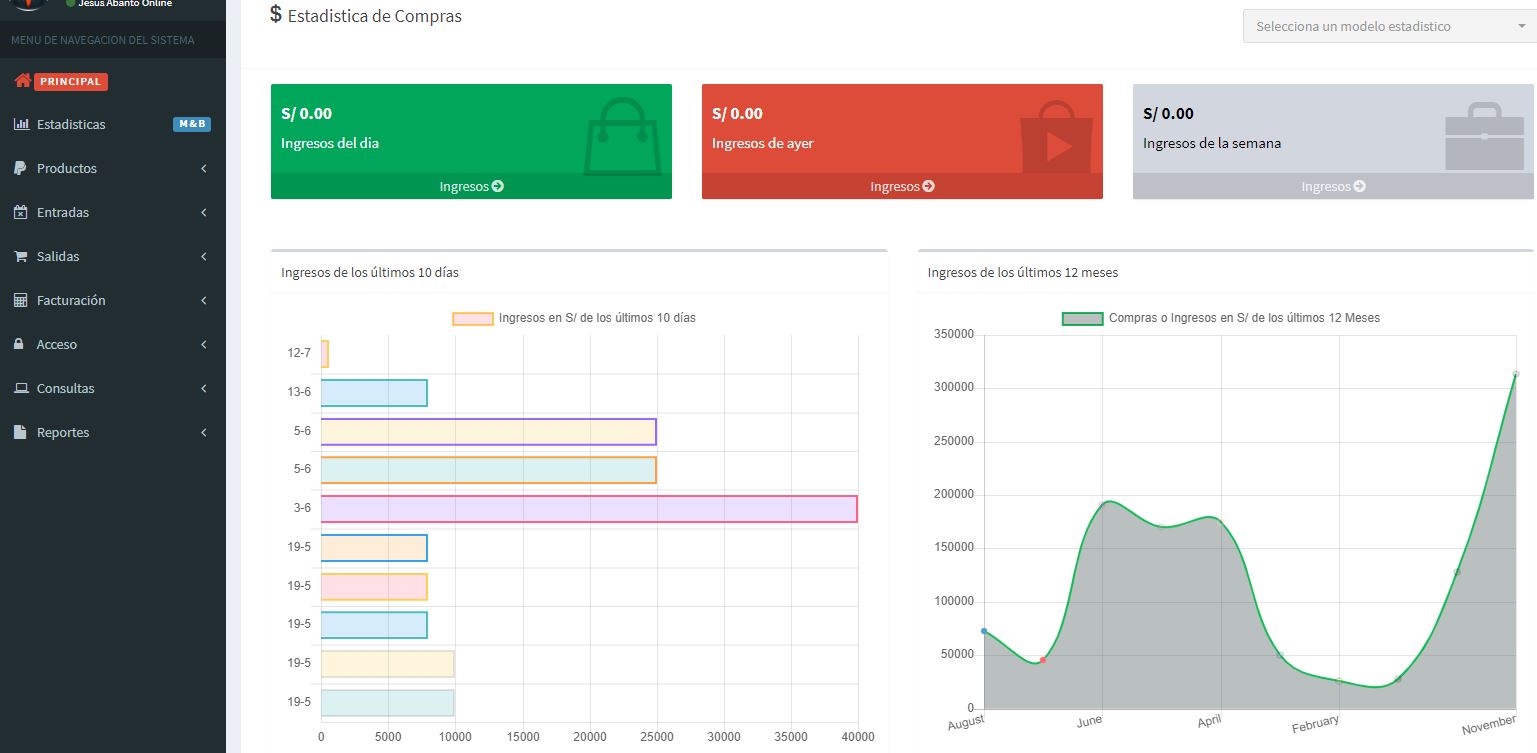 Jesus Abanto Online
MENU DE NAVEGACION DEL SISTEMA
PRINCIPAL
Estadisticas
M&B
Productos
Entradas
Salidas
Facturación
Acceso
Consultas
Reportes
$ Estadistica de Compras
Selecciona un modelo estadistico
S/ 0.00
Ingresos del dia
Ingresos
S/ 0.00
Ingresos de ayer
Ingresos
S/ 0.00
Ingresos de la semana
Ingresos
Ingresos de los últimos 10 días
Ingresos en S/ de los últimos 10 días
12-7
13-6
5-6
5-6
3-6
19-5
19-5
19-5
19-5
19-5
0 5000 10000 15000 20000 25000 30000 35000 40000
Ingresos de los últimos 12 meses
Compras o Ingresos en S/ de los últimos 12 Meses
350000
300000
250000
200000
150000
100000
50000
0
August June April February November